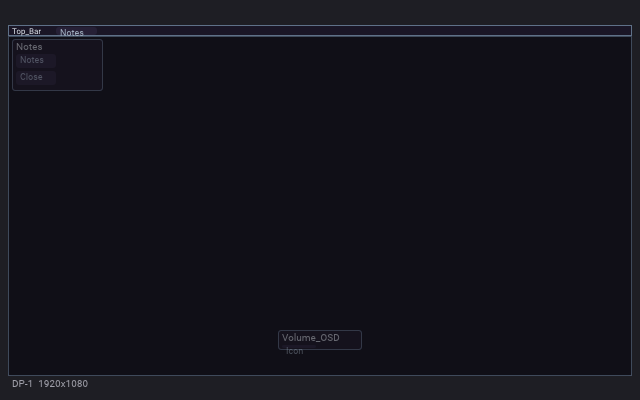 Top_Bar Notes
Notes
Notes
Close
Volume_OSD
Icon
DP-1 1920x1080